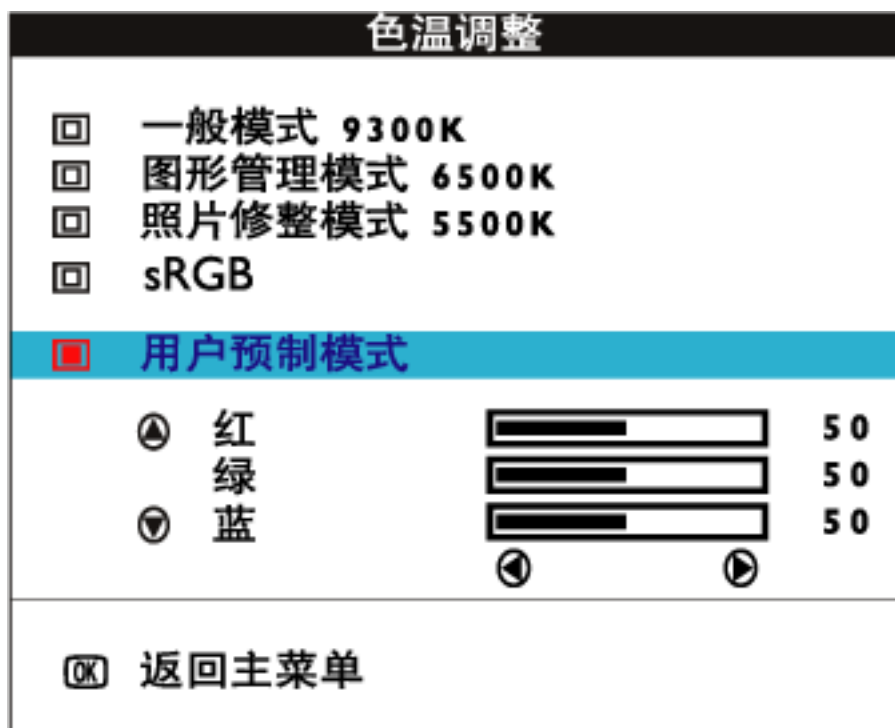 色温调整
一般模式 9300K
图形管理模式 6500K
照片修整模式 5500K
sRGB
用户预制模式
红 50
绿 50
蓝 50
OK 返回主菜单